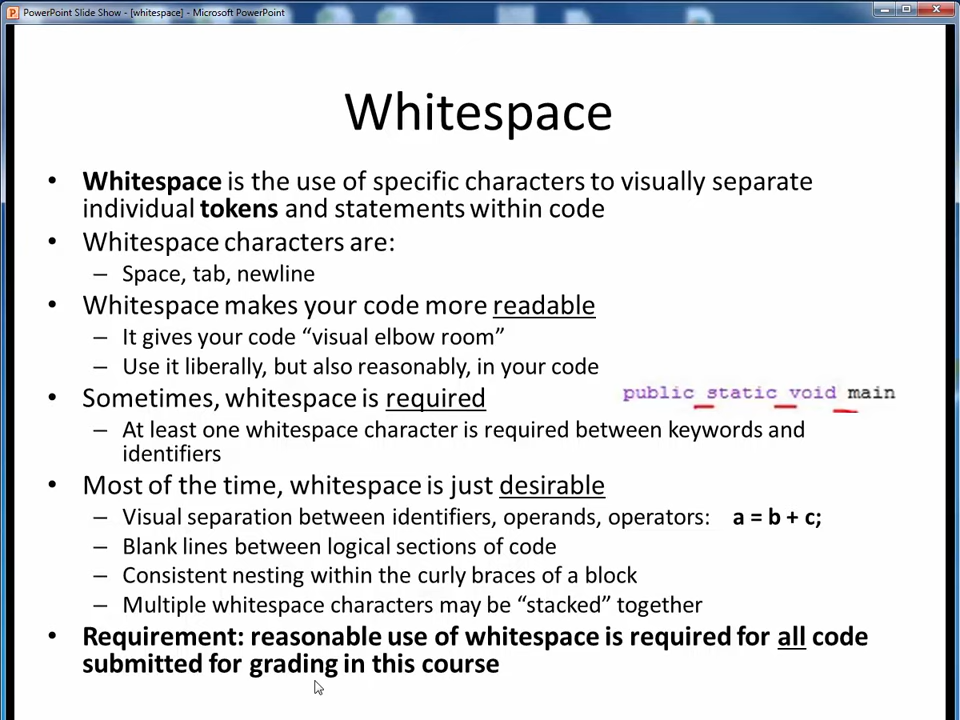 PowerPoint Slide Show - [whitespace] - Microsoft PowerPoint
Whitespace
• Whitespace is the use of specific characters to visually separate
individual tokens and statements within code
• Whitespace characters are:
– Space, tab, newline
• Whitespace makes your code more readable
– It gives your code “visual elbow room”
– Use it liberally, but also reasonably, in your code
• Sometimes, whitespace is required
public static void main
– At least one whitespace character is required between keywords and
identifiers
• Most of the time, whitespace is just desirable
– Visual separation between identifiers, operands, operators: a = b + c;
– Blank lines between logical sections of code
– Consistent nesting within the curly braces of a block
– Multiple whitespace characters may be “stacked” together
• Requirement: reasonable use of whitespace is required for all code
submitted for grading in this course